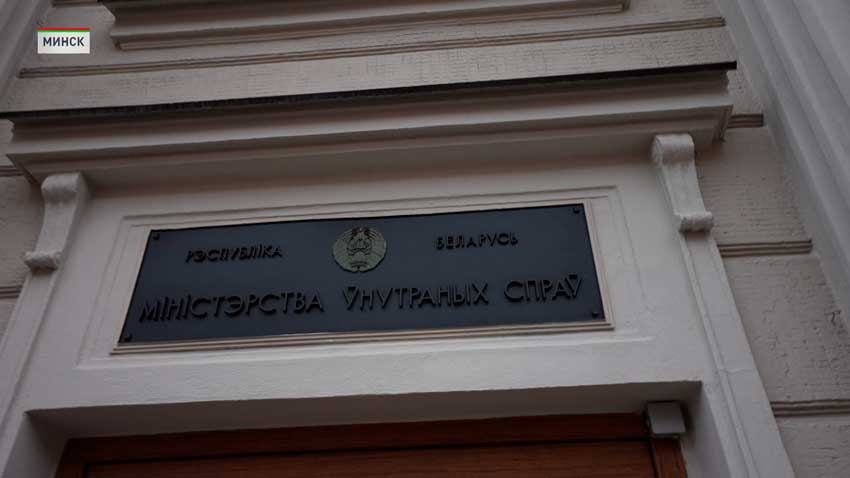 МИНСК
РЭСПУБЛІКА БЕЛАРУСЬ
МІНІСТЭРСТВА ЎНУТРАНЫХ СПРАЎ